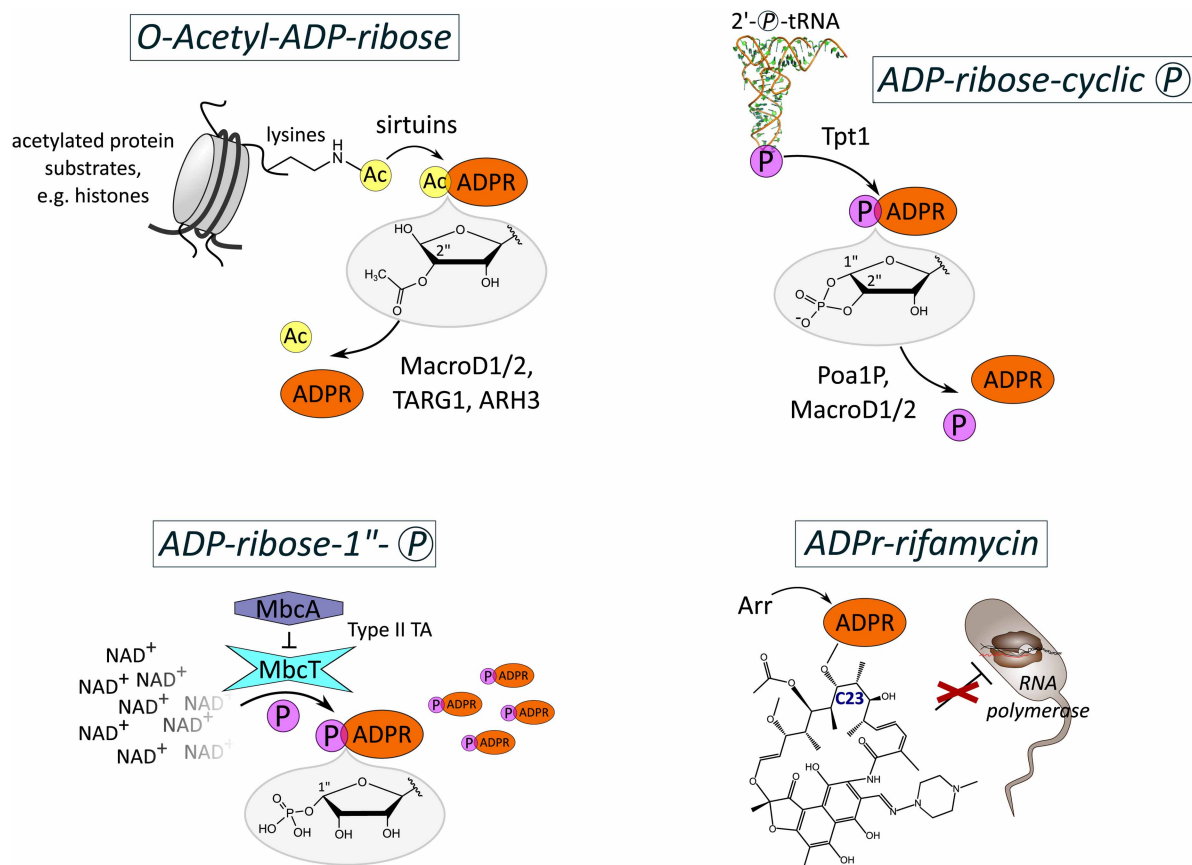 O-Acetyl-ADP-ribose
acetylated protein
substrates,
e.g. histones
lysines
H
N
Ac
sirtuins
Ac
ADPR
HO
O
2"
H₃C
O
OH
O
Ac
ADPR
MacroD1/2,
TARG1, ARH3
2'-Ⓟ-tRNA
ADP-ribose-cyclic Ⓟ
P
Tpt1
P
ADPR
1"
O
O
2"
O
P
⁻O
O
OH
Poa1P,
MacroD1/2
ADPR
P
ADP-ribose-1"- Ⓟ
MbcA
Type II TA
MbcT
NAD⁺
NAD⁺ NAD⁺
NAD⁺ NAD⁺
NAD⁺
NAD⁺
NAD⁺ NAD⁺
P
P
ADPR
P ADPR
P ADPR
P ADPR
P ADPR
1"
O
O
O
P
HO
OH
OH
OH
ADPr-rifamycin
Arr
ADPR
O
O
O
C23
OH
O
O
O
NH
O
OH
O
N
N
N
O
OH
OH
RNA
polymerase